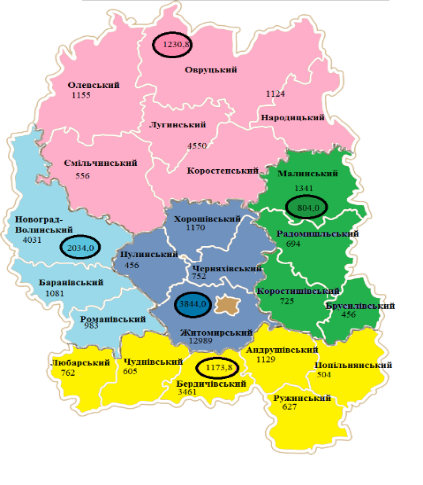 1230,8
Овруцький
Олевський
1155
1124
Народицький
Лугинський
4550
Ємільчинський
556
Коростенський
Малинський
1341
804,0
Новоград-
Волинський
4031
2034,0
Хорошівський
1170
Радомишльський
694
Пулинський
456
Черняхівський
752
Баранівський
1081
Коростишівський
725
Брусилівський
456
3844,0
Романівський
983
Житомирський
12989
Любарський
762
Чуднівський
605
1173,8
Бердичівський
3461
Андрушівський
1129
Попільнянський
504
Ружинський
627